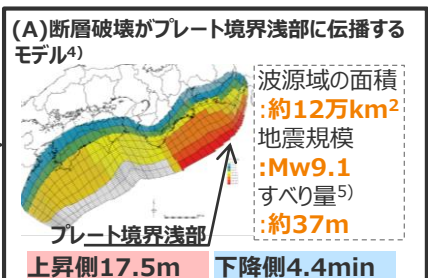 (A)断層破壊がプレート境界浅部に伝播する
モデル4)
波源域の面積
:約12万km2
地震規模
:Mw9.1
すべり量5)
:約37m
プレート境界浅部
上昇側17.5m 下降側4.4min